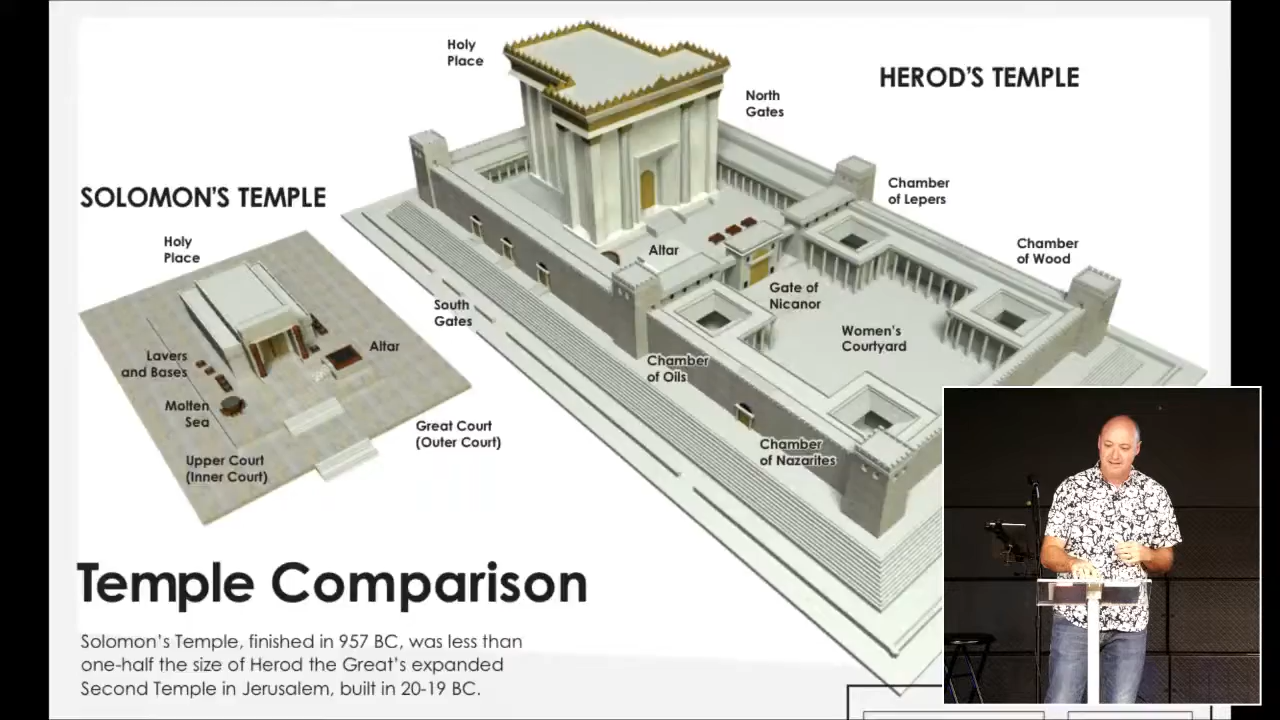 HEROD'S TEMPLE
Holy
Place
North
Gates
Chamber
of Lepers
Chamber
of Wood
Altar
Gate of
Nicanor
Women's
Courtyard
South
Gates
Chamber
of Oils
Chamber
of Nazarites
SOLOMON'S TEMPLE
Holy
Place
Altar
Lavers
and Bases
Molten
Sea
Great Court
(Outer Court)
Upper Court
(Inner Court)
Temple Comparison
Solomon's Temple, finished in 957 BC, was less than
one-half the size of Herod the Great's expanded
Second Temple in Jerusalem, built in 20-19 BC.